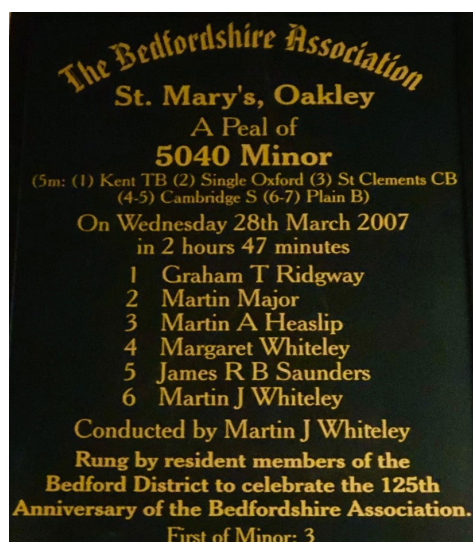 The Bedfordshire Association
St. Mary's, Oakley
A Peal of
5040 Minor
(5m: (1) Kent TB (2) Single Oxford (3) St Clements CB
(4-5) Cambridge S (6-7) Plain B)
On Wednesday 28th March 2007
in 2 hours 47 minutes
1 Graham T Ridgway
2 Martin Major
3 Martin A Heaslip
4 Margaret Whiteley
5 James R B Saunders
6 Martin J Whiteley
Conducted by Martin J Whiteley
Rung by resident members of the
Bedford District to celebrate the 125th
Anniversary of the Bedfordshire Association.
First of Minor: 3